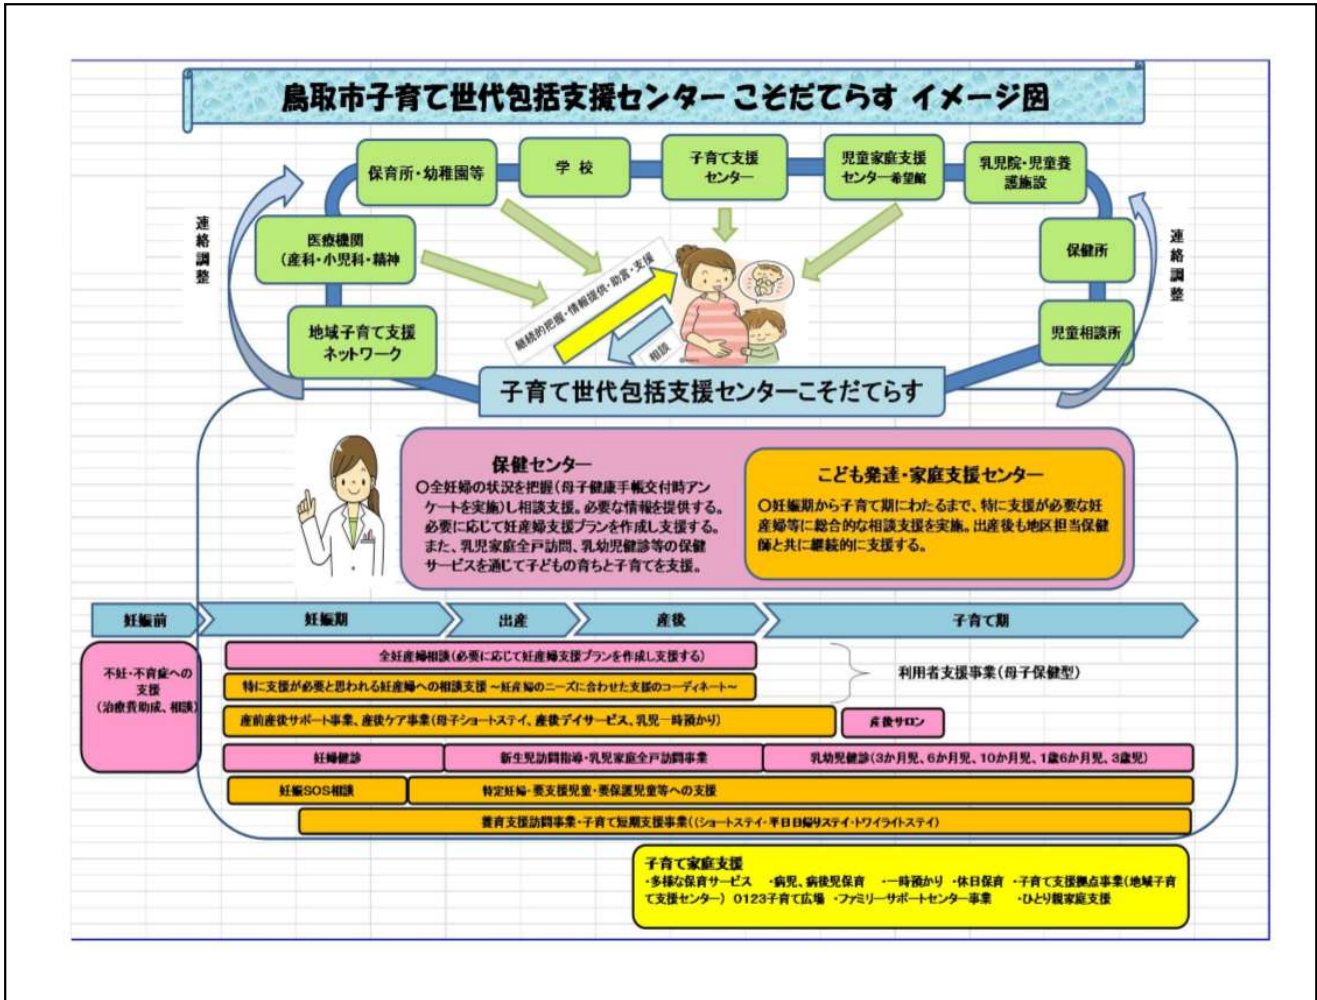 鳥取市子育て世代包括支援センター こそだてらす イメージ図
保育所・幼稚園等
学 校
子育て支援
センター
児童家庭支援
センター希望館
乳児院・児童養
護施設
連絡調整
医療機関
(産科・小児科・精神
保健所
連絡調整
地域子育て支援
ネットワーク
児童相談所
継続的把握・情報提供・助言・支援
相談
子育て世代包括支援センターこそだてらす
保健センター
○全妊婦の状況を把握(母子健康手帳交付時アン
ケートを実施)し相談支援。必要な情報を提供する。
必要に応じて妊産婦支援プランを作成し支援する。
また、乳児家庭全戸訪問、乳幼児健診等の保健
サービスを通じて子どもの育ちと子育てを支援。
こども発達・家庭支援センター
○妊娠期から子育て期にわたるまで、特に支援が必要な妊
産婦等に総合的な相談支援を実施。出産後も地区担当保健
師と共に継続的に支援する。
妊娠前
妊娠期
出産
産後
子育て期
不妊・不育症への
支援
(治療費助成、相談)
全妊産婦相談(必要に応じて妊産婦支援プランを作成し支援する)
特に支援が必要と思われる妊産婦への相談支援 ～妊産婦のニーズに合わせた支援のコーディネート～
利用者支援事業(母子保健型)
産前産後サポート事業、産後ケア事業(母子ショートステイ、産後デイサービス、乳児一時預かり)
産後サロン
妊婦健診
新生児訪問指導・乳児家庭全戸訪問事業
乳幼児健診(3か月児、6か月児、10か月児、1歳6か月児、3歳児)
妊娠SOS相談
特定妊婦・要支援児童・要保護児童等への支援
養育支援訪問事業・子育て短期支援事業((ショートステイ・平日日帰りステイ・トワイライトステイ)
子育て家庭支援
・多様な保育サービス ・病児、病後児保育 ・一時預かり ・休日保育 ・子育て支援拠点事業(地域子育
て支援センター) 0123子育て広場 ・ファミリーサポートセンター事業 ・ひとり親家庭支援